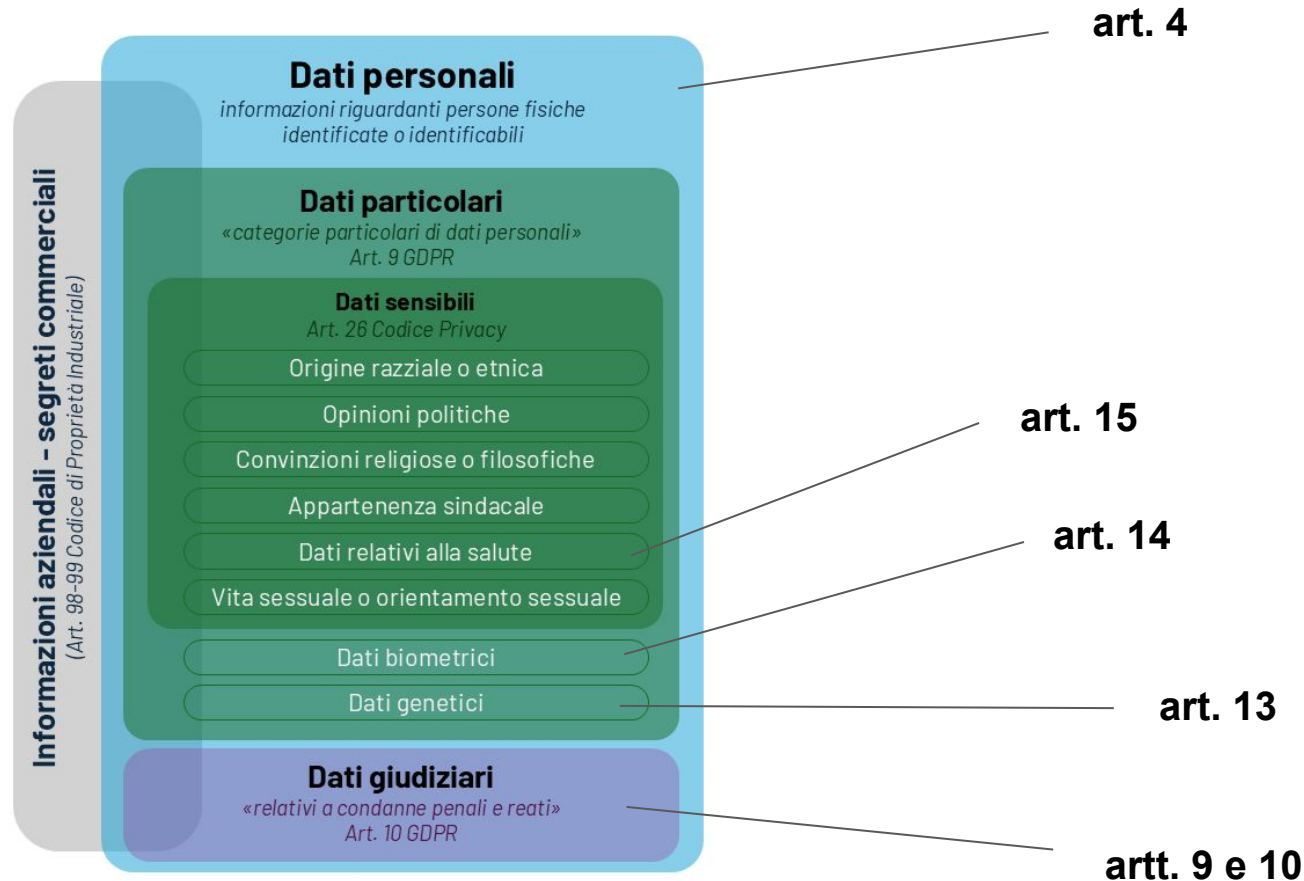 art. 4
Dati personali
informazioni riguardanti persone fisiche
identificate o identificabili
Informazioni aziendali - segreti commerciali
(Art. 98-99 Codice di Proprietà Industriale)
Dati particolari
«categorie particolari di dati personali»
Art. 9 GDPR
Dati sensibili
Art. 26 Codice Privacy
Origine razziale o etnica
Opinioni politiche
Convinzioni religiose o filosofiche
Appartenenza sindacale
Dati relativi alla salute
Vita sessuale o orientamento sessuale
Dati biometrici
Dati genetici
art. 15
art. 14
art. 13
Dati giudiziari
«relativi a condanne penali e reati»
Art. 10 GDPR
artt. 9 e 10